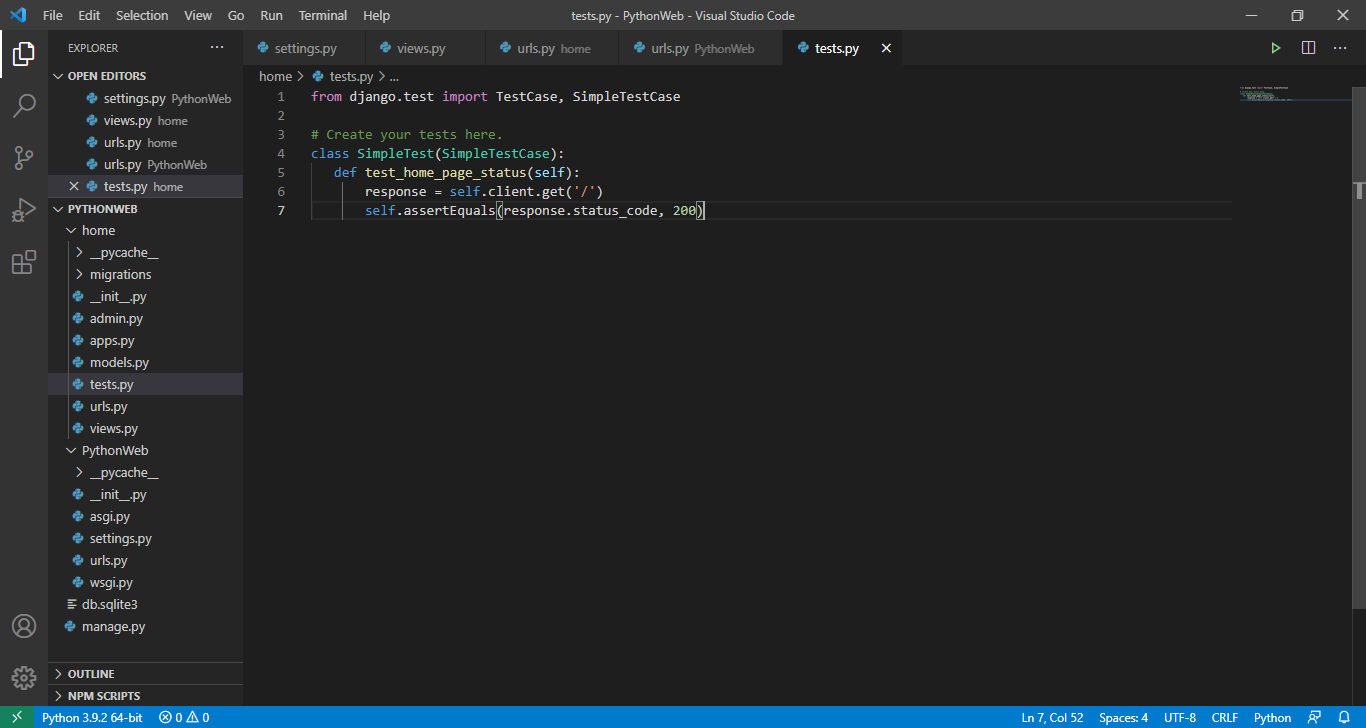 File Edit Selection View Go Run Terminal Help tests.py - PythonWeb - Visual Studio Code
EXPLORER
OPEN EDITORS
settings.py PythonWeb
views.py home
urls.py home
urls.py PythonWeb
tests.py home
PYTHONWEB
home
__pycache__
migrations
__init__.py
admin.py
apps.py
models.py
tests.py
urls.py
views.py
PythonWeb
__pycache__
__init__.py
asgi.py
settings.py
urls.py
wsgi.py
db.sqlite3
manage.py
OUTLINE
NPM SCRIPTS
settings.py views.py urls.py home urls.py PythonWeb tests.py
home > tests.py > ...
1 from django.test import TestCase, SimpleTestCase
2
3 # Create your tests here.
4 class SimpleTest(SimpleTestCase):
5 def test_home_page_status(self):
6 response = self.client.get('/')
7 self.assertEquals(response.status_code, 200)
Python 3.9.2 64-bit 0 0 Ln 7, Col 52 Spaces: 4 UTF-8 CRLF Python